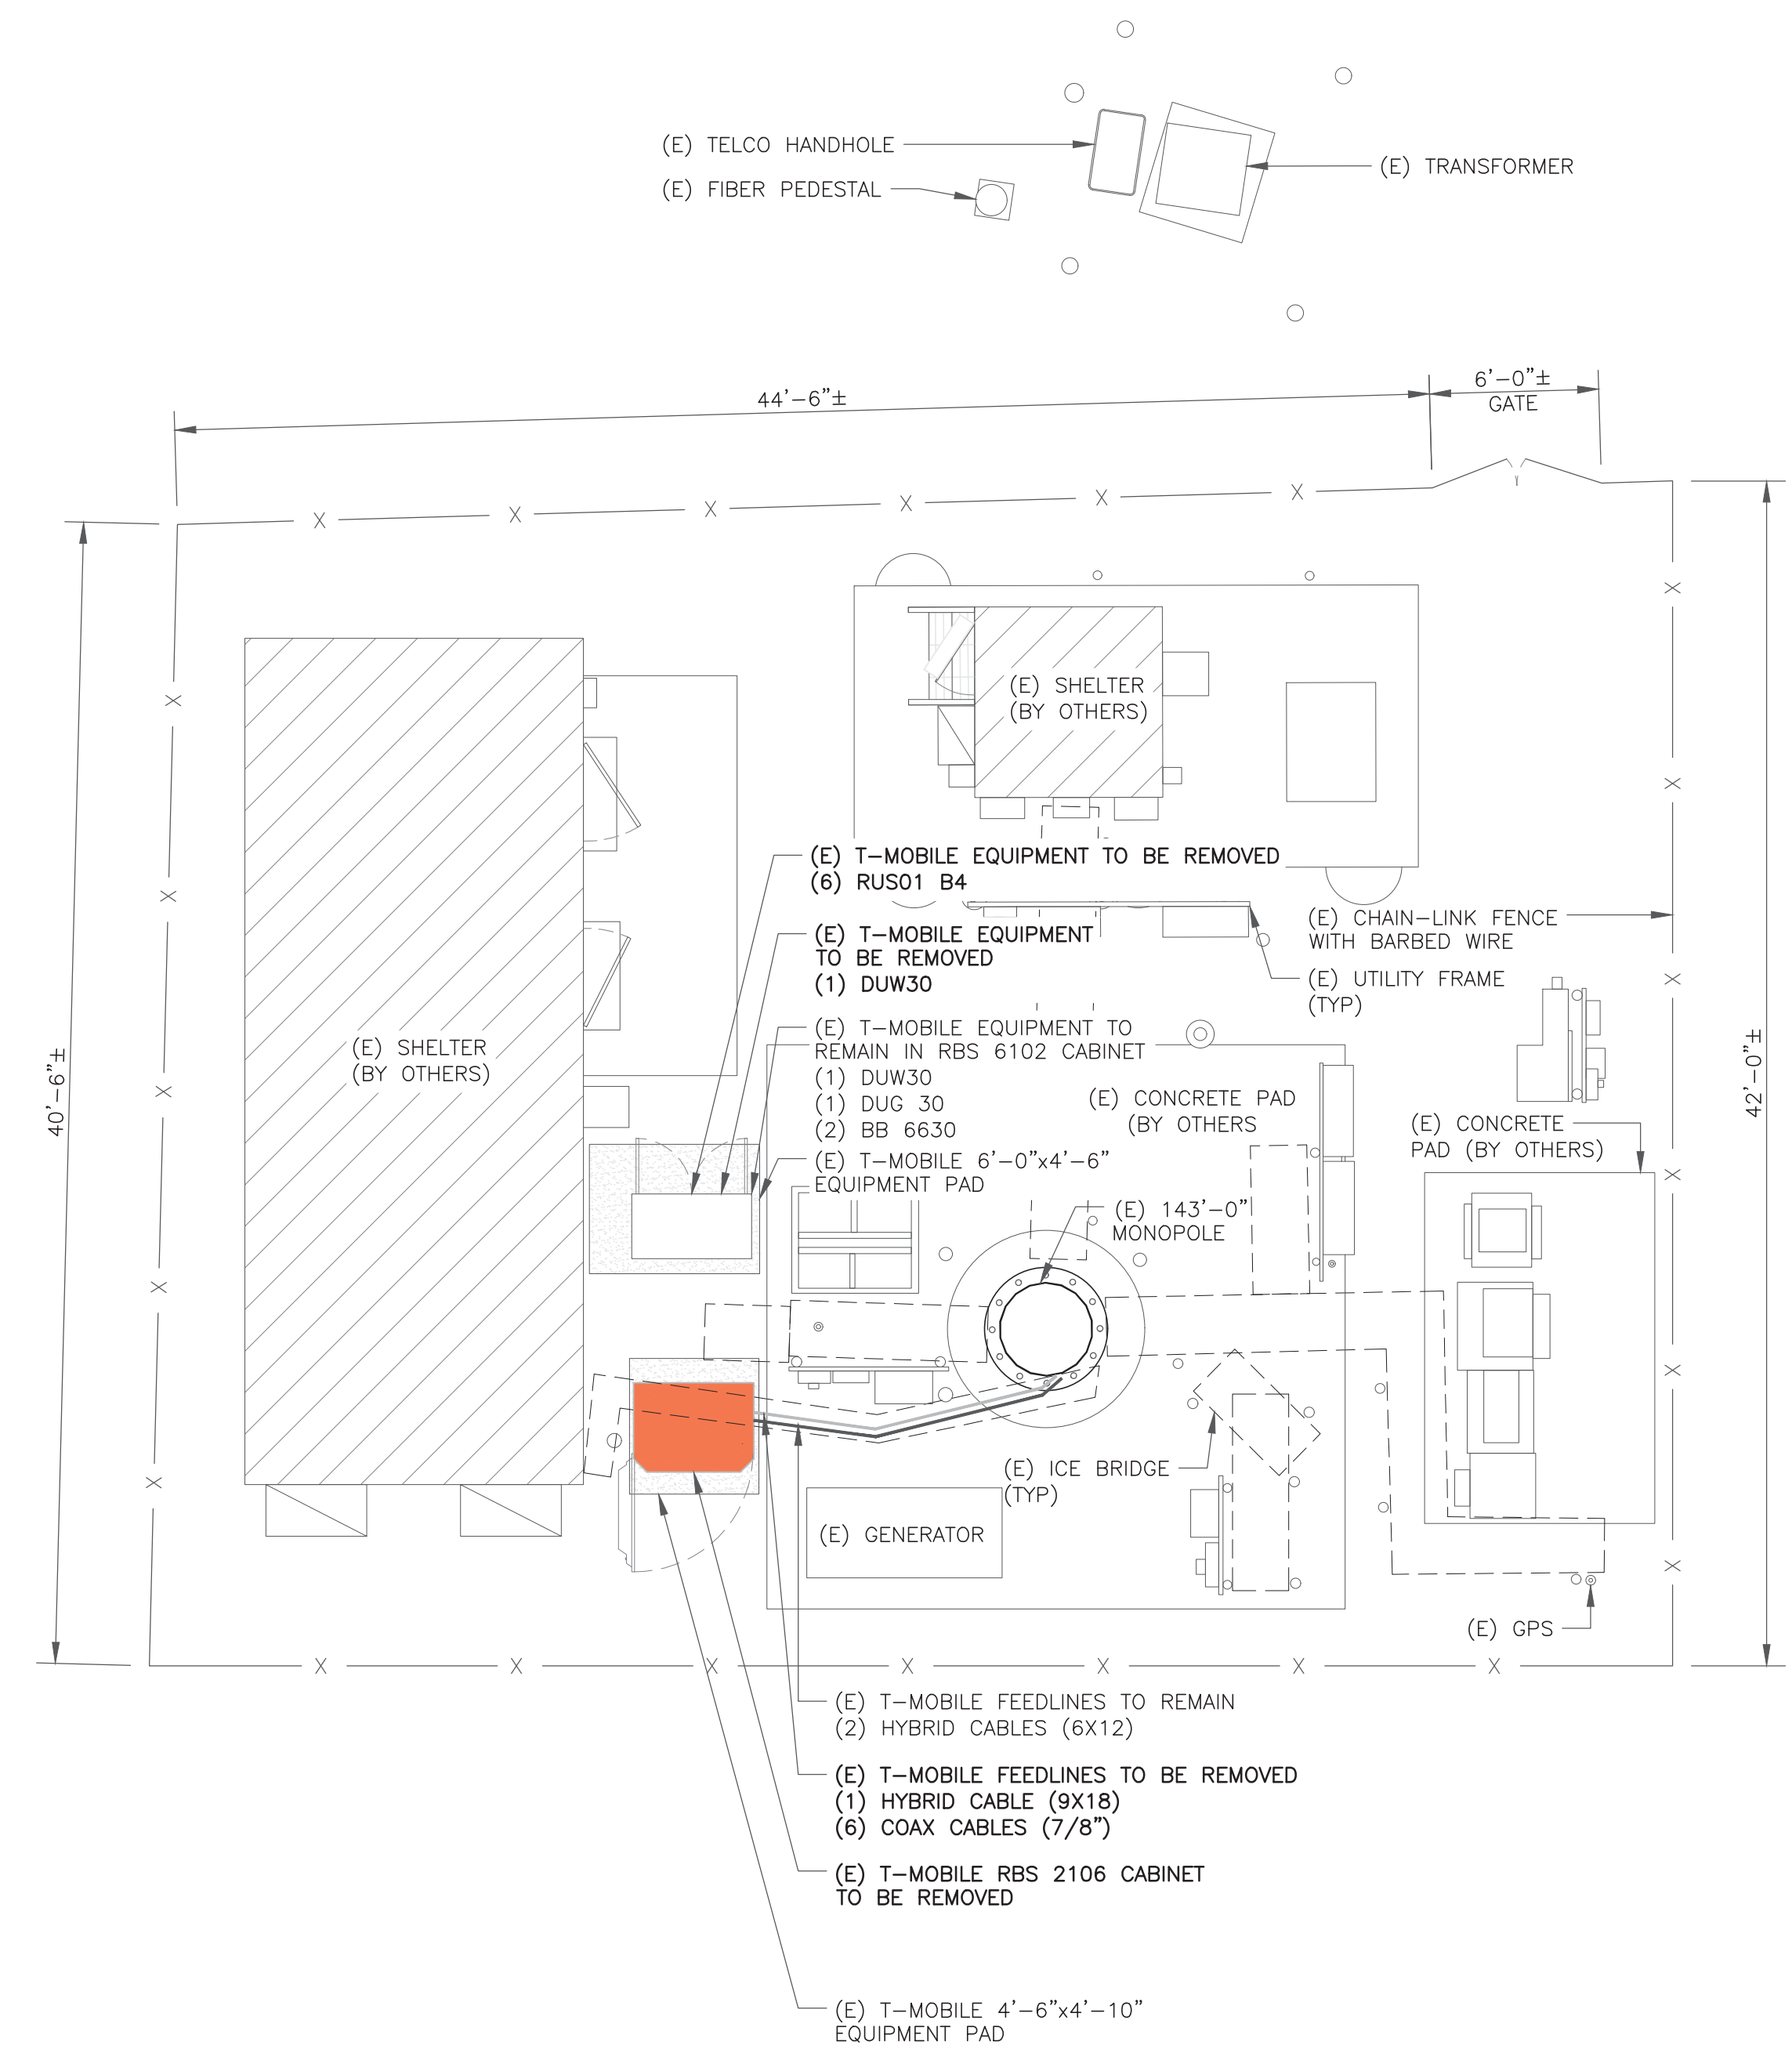 (E) TELCO HANDHOLE
(E) FIBER PEDESTAL
(E) TRANSFORMER
44'-6"±
6'-0"±
GATE
40'-6"±
42'-0"±
(E) SHELTER
(BY OTHERS)
(E) SHELTER
(BY OTHERS)
(E) T-MOBILE EQUIPMENT TO BE REMOVED
(6) RUS01 B4
(E) T-MOBILE EQUIPMENT
TO BE REMOVED
(1) DUW30
(E) CHAIN-LINK FENCE
WITH BARBED WIRE
(E) UTILITY FRAME
(TYP)
(E) T-MOBILE EQUIPMENT TO
REMAIN IN RBS 6102 CABINET
(1) DUW30
(1) DUG 30
(2) BB 6630
(E) T-MOBILE 6'-0"x4'-6"
EQUIPMENT PAD
(E) CONCRETE PAD
(BY OTHERS
(E) CONCRETE
PAD (BY OTHERS)
(E) 143'-0"
MONOPOLE
(E) ICE BRIDGE
(TYP)
(E) GENERATOR
(E) GPS
(E) T-MOBILE FEEDLINES TO REMAIN
(2) HYBRID CABLES (6X12)
(E) T-MOBILE FEEDLINES TO BE REMOVED
(1) HYBRID CABLE (9X18)
(6) COAX CABLES (7/8")
(E) T-MOBILE RBS 2106 CABINET
TO BE REMOVED
(E) T-MOBILE 4'-6"x4'-10"
EQUIPMENT PAD